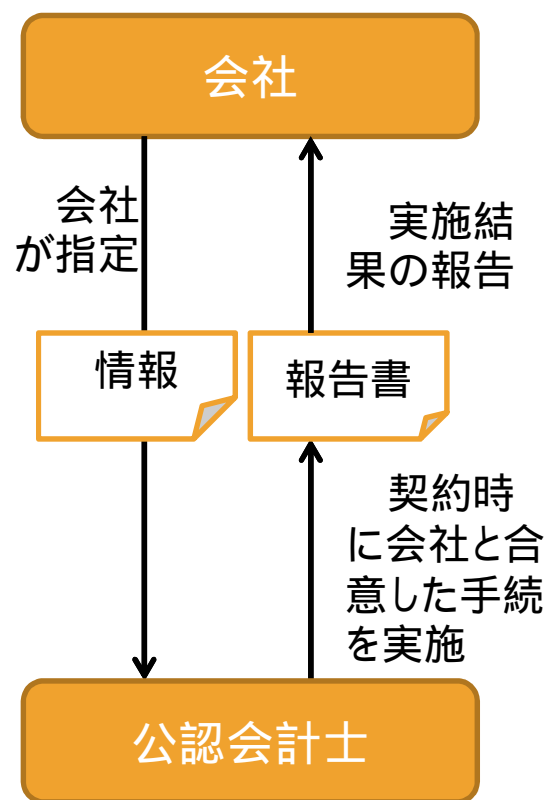 会社
会社
が指定
実施結
果の報告
情報
報告書
契約時
に会社と合
意した手続
を実施
公認会計士